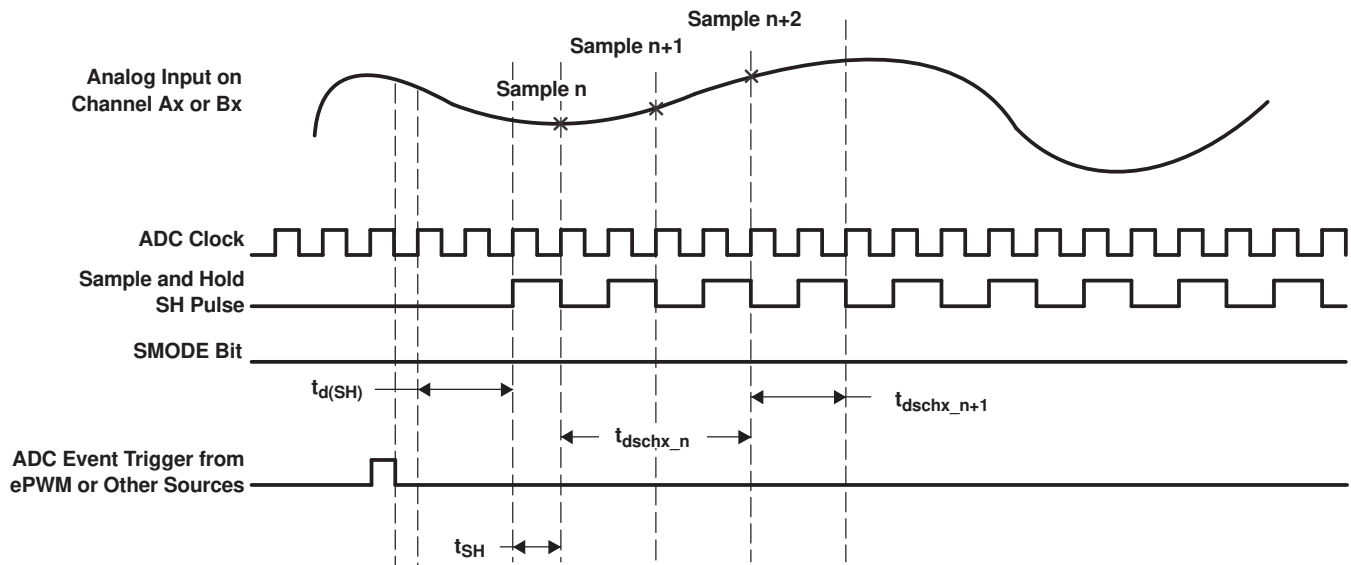 Sample n+2
Sample n+1
Analog Input on
Channel Ax or Bx
Sample n
ADC Clock
Sample and Hold
SH Pulse
SMODE Bit
td(SH)
tdschx_n+1
tdschx_n
ADC Event Trigger from
ePWM or Other Sources
tSH